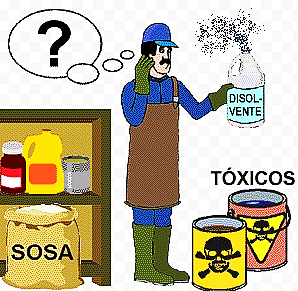 ?
DISOL-
VENTE
TÓXICOS
SOSA